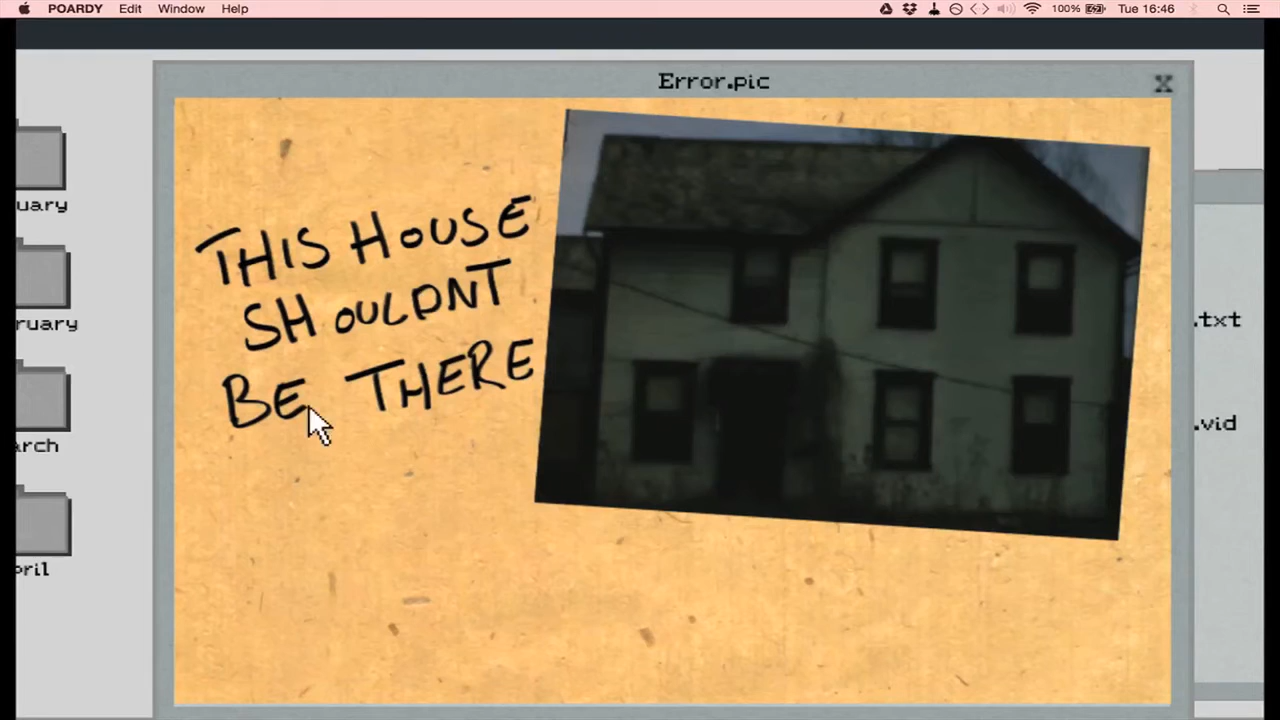 POARDY Edit Window Help 100% Tue 16:46
Error.pic X
THIS HOUSE
SHOULDNT
BE THERE
uary
ruary
arch
pril
.txt
.vid